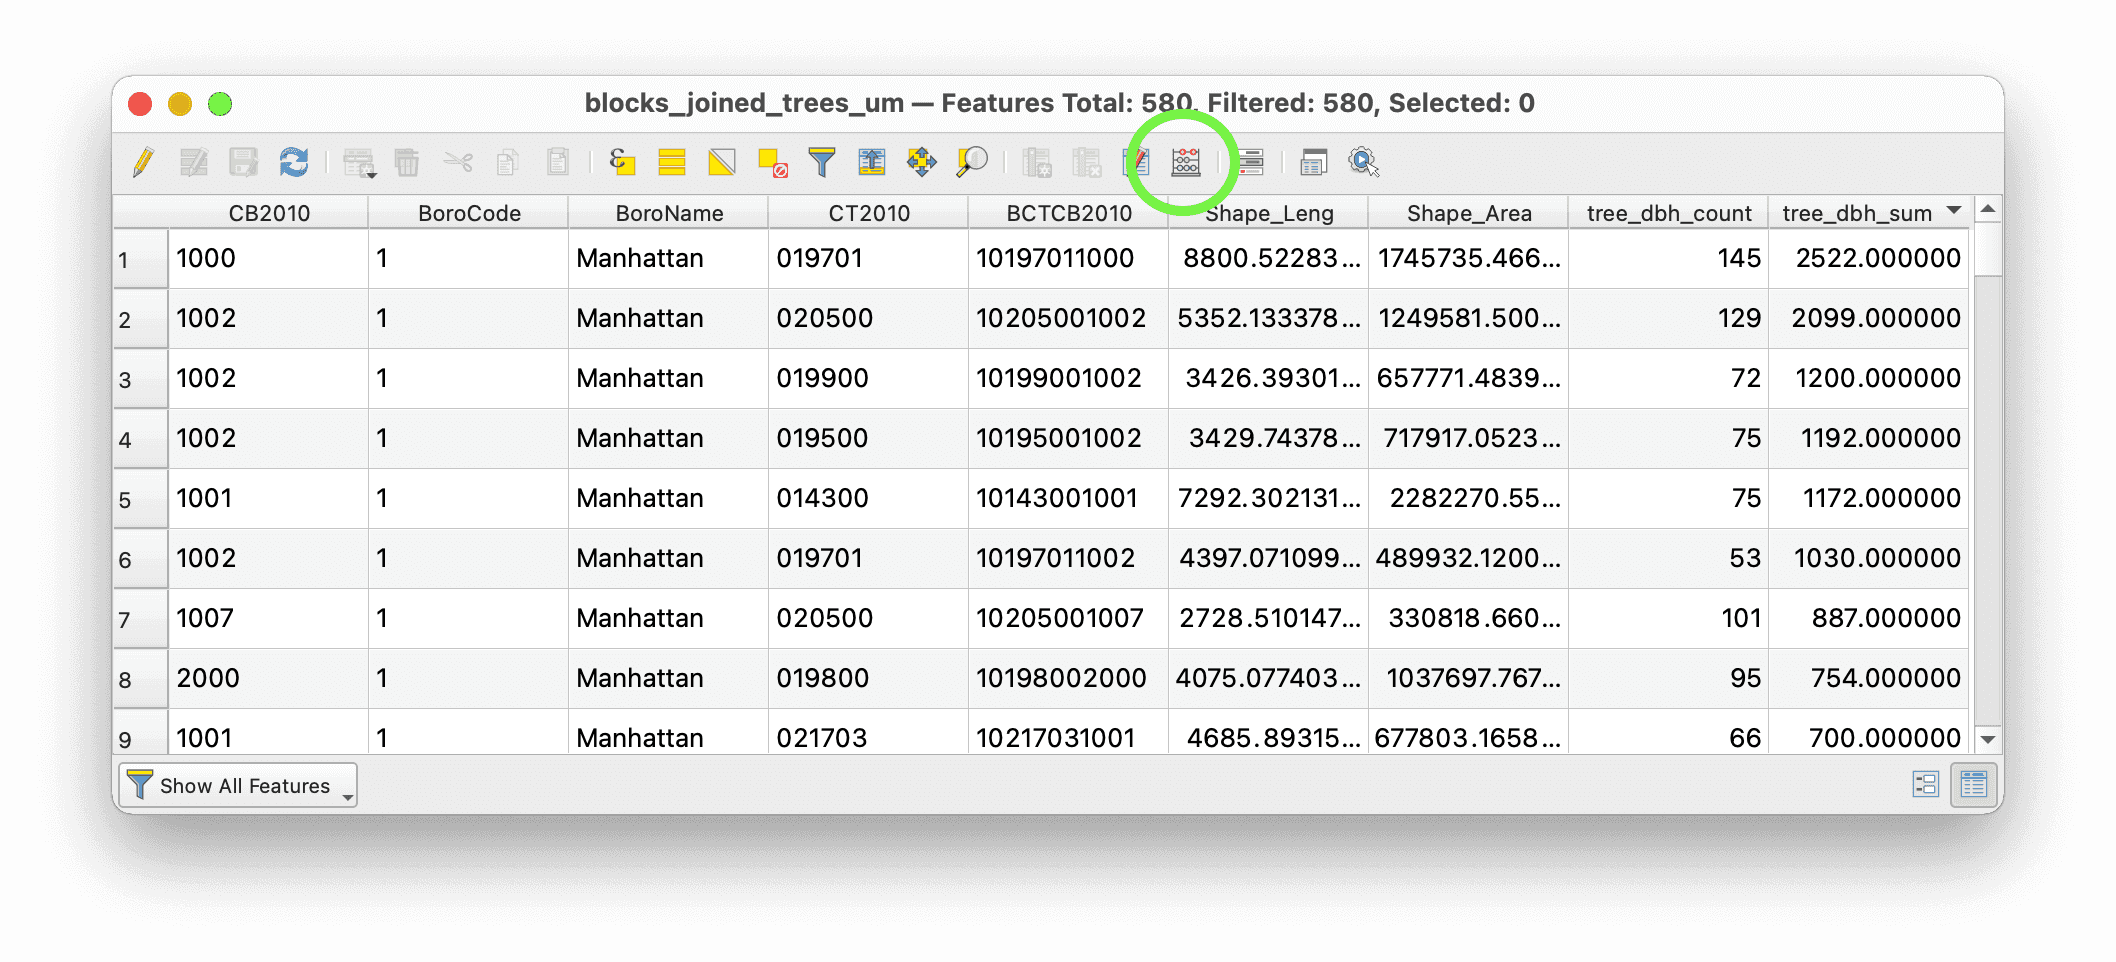 blocks_joined_trees_um — Features Total: 580, Filtered: 580, Selected: 0
CB2010 BoroCode BoroName CT2010 BCTCB2010 Shape_Leng Shape_Area tree_dbh_count tree_dbh_sum
1 1000 1 Manhattan 019701 10197011000 8800.52283... 1745735.466... 145 2522.000000
2 1002 1 Manhattan 020500 10205001002 5352.133378... 1249581.500... 129 2099.000000
3 1002 1 Manhattan 019900 10199001002 3426.39301... 657771.4839... 72 1200.000000
4 1002 1 Manhattan 019500 10195001002 3429.74378... 717917.0523... 75 1192.000000
5 1001 1 Manhattan 014300 10143001001 7292.302131... 2282270.55... 75 1172.000000
6 1002 1 Manhattan 019701 10197011002 4397.071099... 489932.1200... 53 1030.000000
7 1007 1 Manhattan 020500 10205001007 2728.510147... 330818.660... 101 887.000000
8 2000 1 Manhattan 019800 10198002000 4075.077403... 1037697.767... 95 754.000000
9 1001 1 Manhattan 021703 10217031001 4685.89315... 677803.1658... 66 700.000000
Show All Features